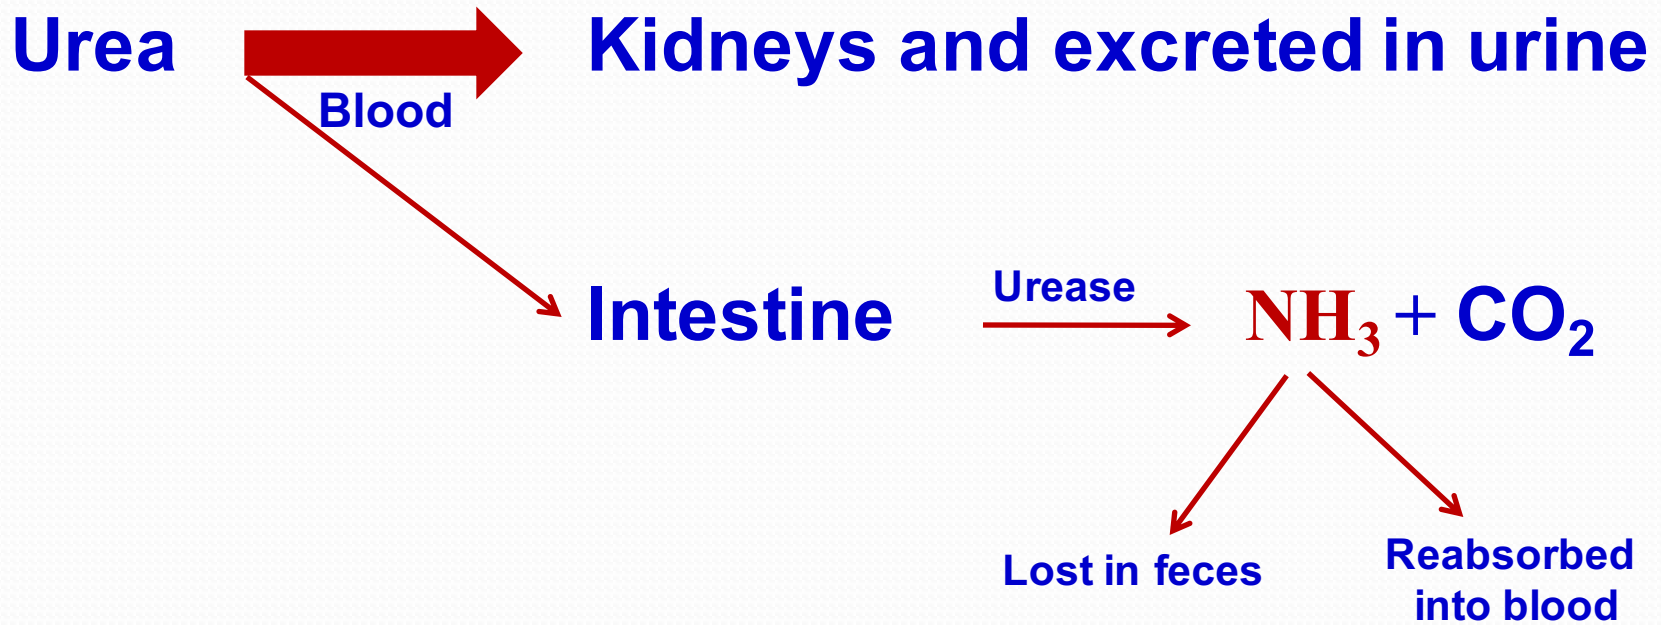 Urea
Kidneys and excreted in urine
Blood
Intestine
Urease
NH₃ + CO₂
Lost in feces
Reabsorbed
into blood